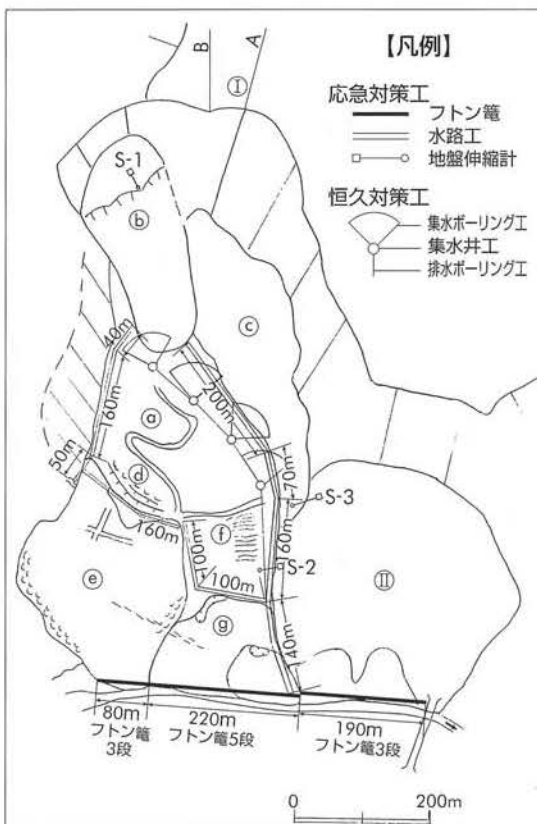 【凡例】
応急対策工
フトン篭
水路工
地盤伸縮計
恒久対策工
集水ボーリング工
集水井工
排水ボーリング工
B
A
Ⅰ
S-1
ⓑ
ⓒ
40m
200m
160m
ⓐ
50m
ⓓ
70m
S-3
160m
160m
ⓕ
100m
S-2
100m
ⓔ
Ⅱ
ⓖ
40m
80m
フトン篭
3段
220m
フトン篭5段
190m
フトン篭3段
0
200m